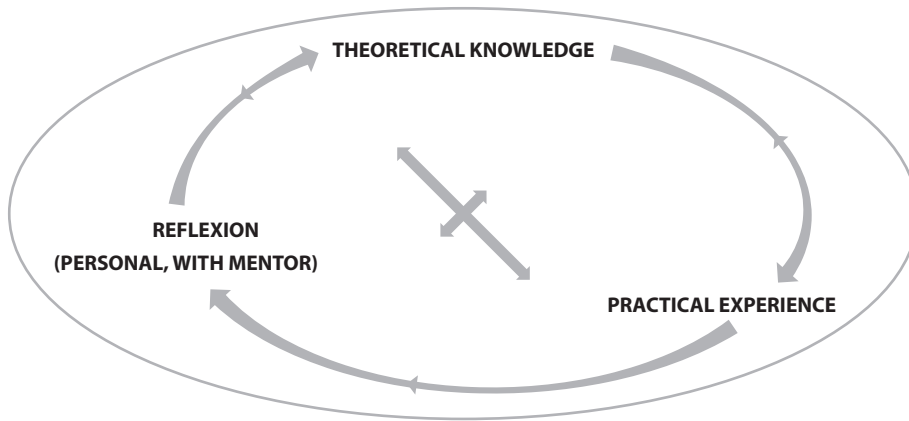 THEORETICAL KNOWLEDGE
REFLEXION
(PERSONAL, WITH MENTOR)
PRACTICAL EXPERIENCE